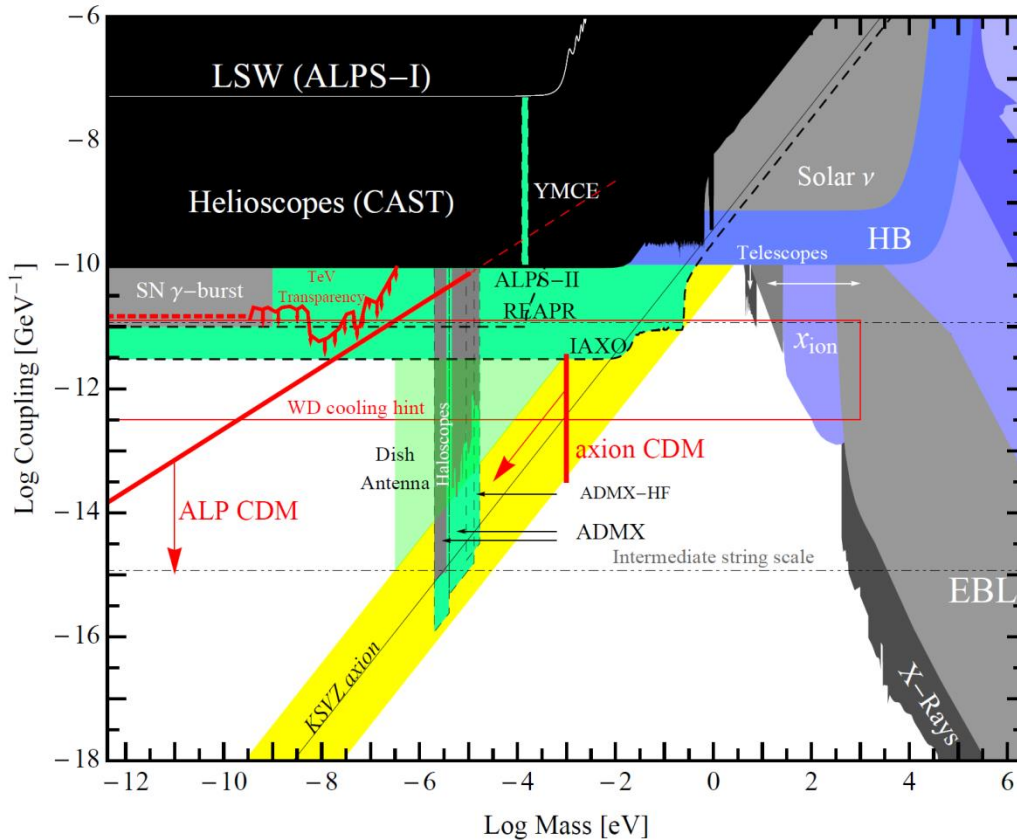 −6
LSW (ALPS−I)
−8
Solar ν
YMCE
Helioscopes (CAST)
HB
Telescopes
−10
TeV
ALPS−II
SN γ−burst
Transparency
REAPR
IAXO
xion
−12
WD cooling hint
Haloscopes
Dish
axion CDM
Antenna
ADMX−HF
−14
ALP CDM
ADMX
Intermediate string scale
EBL
−16
KSVZ axion
X−Rays
−18
−12 −10 −8 −6 −4 −2 0 2 4 6
Log Mass [eV]
Log Coupling [GeV−1]